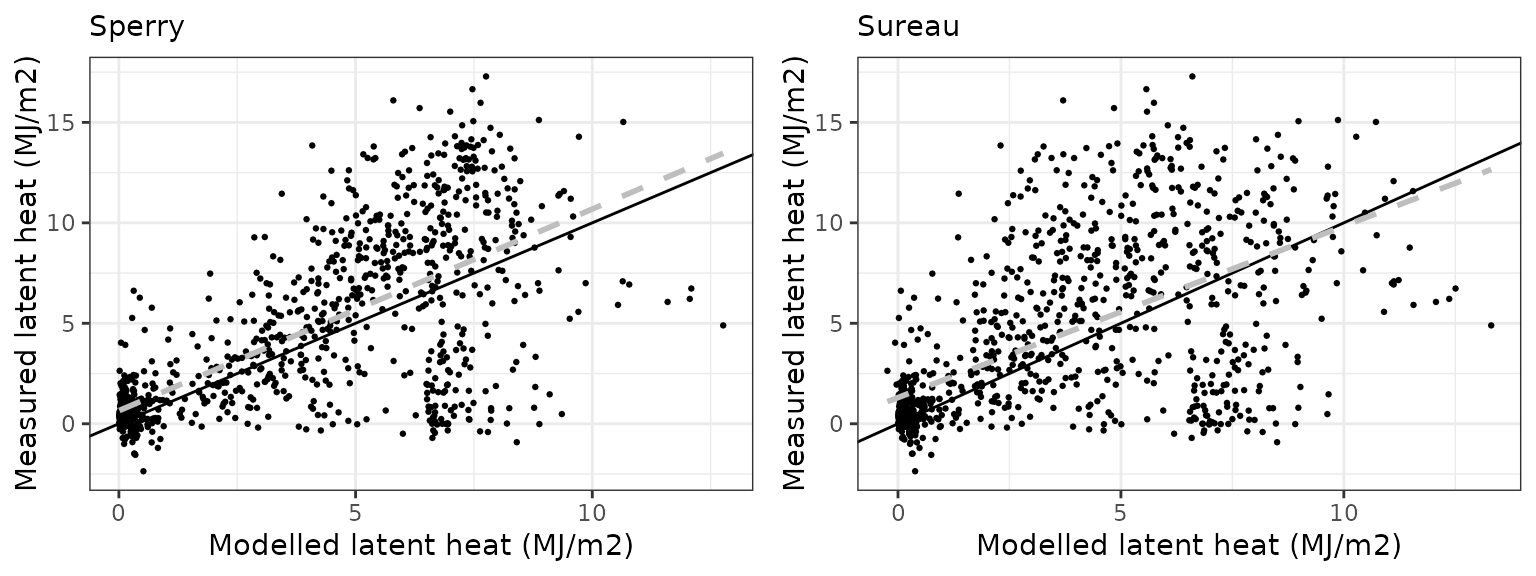 Sperry
Measured latent heat (MJ/m2)
15
10
5
0
0 5 10
Modelled latent heat (MJ/m2)
Sureau
Measured latent heat (MJ/m2)
15
10
5
0
0 5 10
Modelled latent heat (MJ/m2)